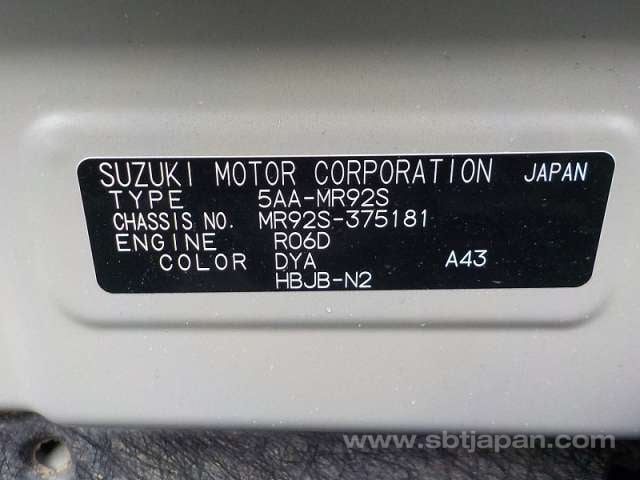 SUZUKI MOTOR CORPORATION JAPAN
TYPE 5AA-MR92S
CHASSIS NO. MR92S-375181
ENGINE R06D
COLOR DYA A43
HBJB-N2
www.sbtjapan.com